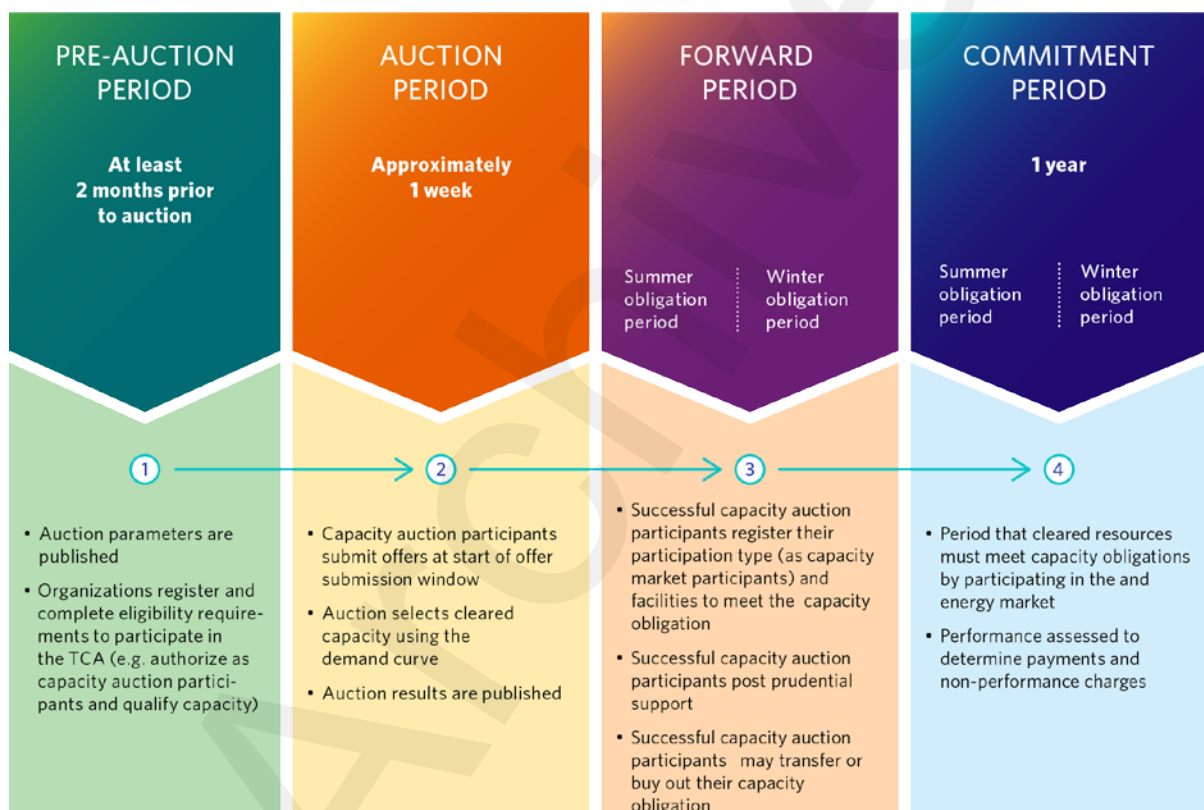 PRE-AUCTION
PERIOD
At least
2 months prior
to auction
AUCTION
PERIOD
Approximately
1 week
FORWARD
PERIOD
Summer
obligation
period
Winter
obligation
period
COMMITMENT
PERIOD
1 year
Summer
obligation
period
Winter
obligation
period
1
2
3
4
• Auction parameters are
published
• Organizations register and
complete eligibility require-
ments to participate in
the TCA (e.g. authorize as
capacity auction partici-
pants and qualify capacity)
• Capacity auction participants
submit offers at start of offer
submission window
• Auction selects cleared
capacity using the
demand curve
• Auction results are published
• Successful capacity auction
participants register their
participation type (as capacity
market participants) and
facilities to meet the capacity
obligation
• Successful capacity auction
participants post prudential
support
• Successful capacity auction
participants may transfer or
buy out their capacity
obligation
• Period that cleared resources
must meet capacity obligations
by participating in the and
energy market
• Performance assessed to
determine payments and
non-performance charges
Archive